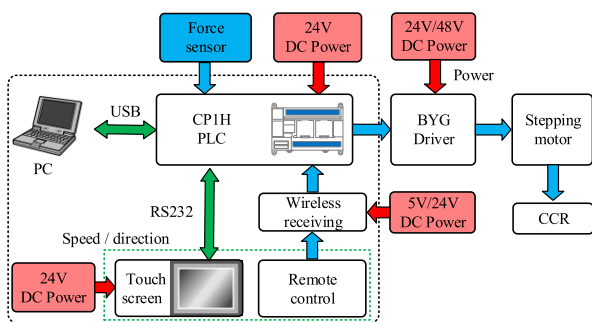 Force
sensor
24V
DC Power
24V/48V
DC Power
Power
USB
CP1H
PLC
BYG
Driver
Stepping
motor
PC
RS232
Wireless
receiving
5V/24V
DC Power
CCR
Speed / direction
24V
DC Power
Touch
screen
Remote
control